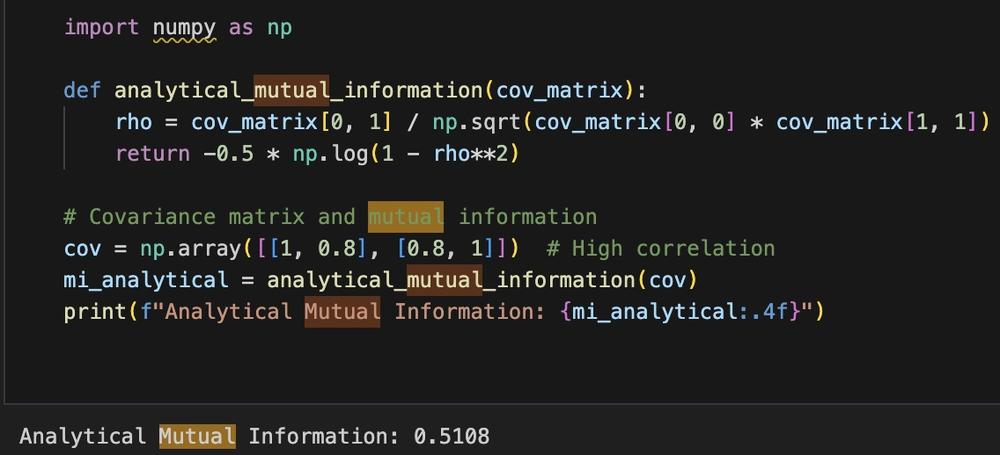 import numpy as np
def analytical_mutual_information(cov_matrix):
    rho = cov_matrix[0, 1] / np.sqrt(cov_matrix[0, 0] * cov_matrix[1, 1])
    return -0.5 * np.log(1 - rho**2)
# Covariance matrix and mutual information
cov = np.array([[1, 0.8], [0.8, 1]])  # High correlation
mi_analytical = analytical_mutual_information(cov)
print(f"Analytical Mutual Information: {mi_analytical:.4f}")
Analytical Mutual Information: 0.5108